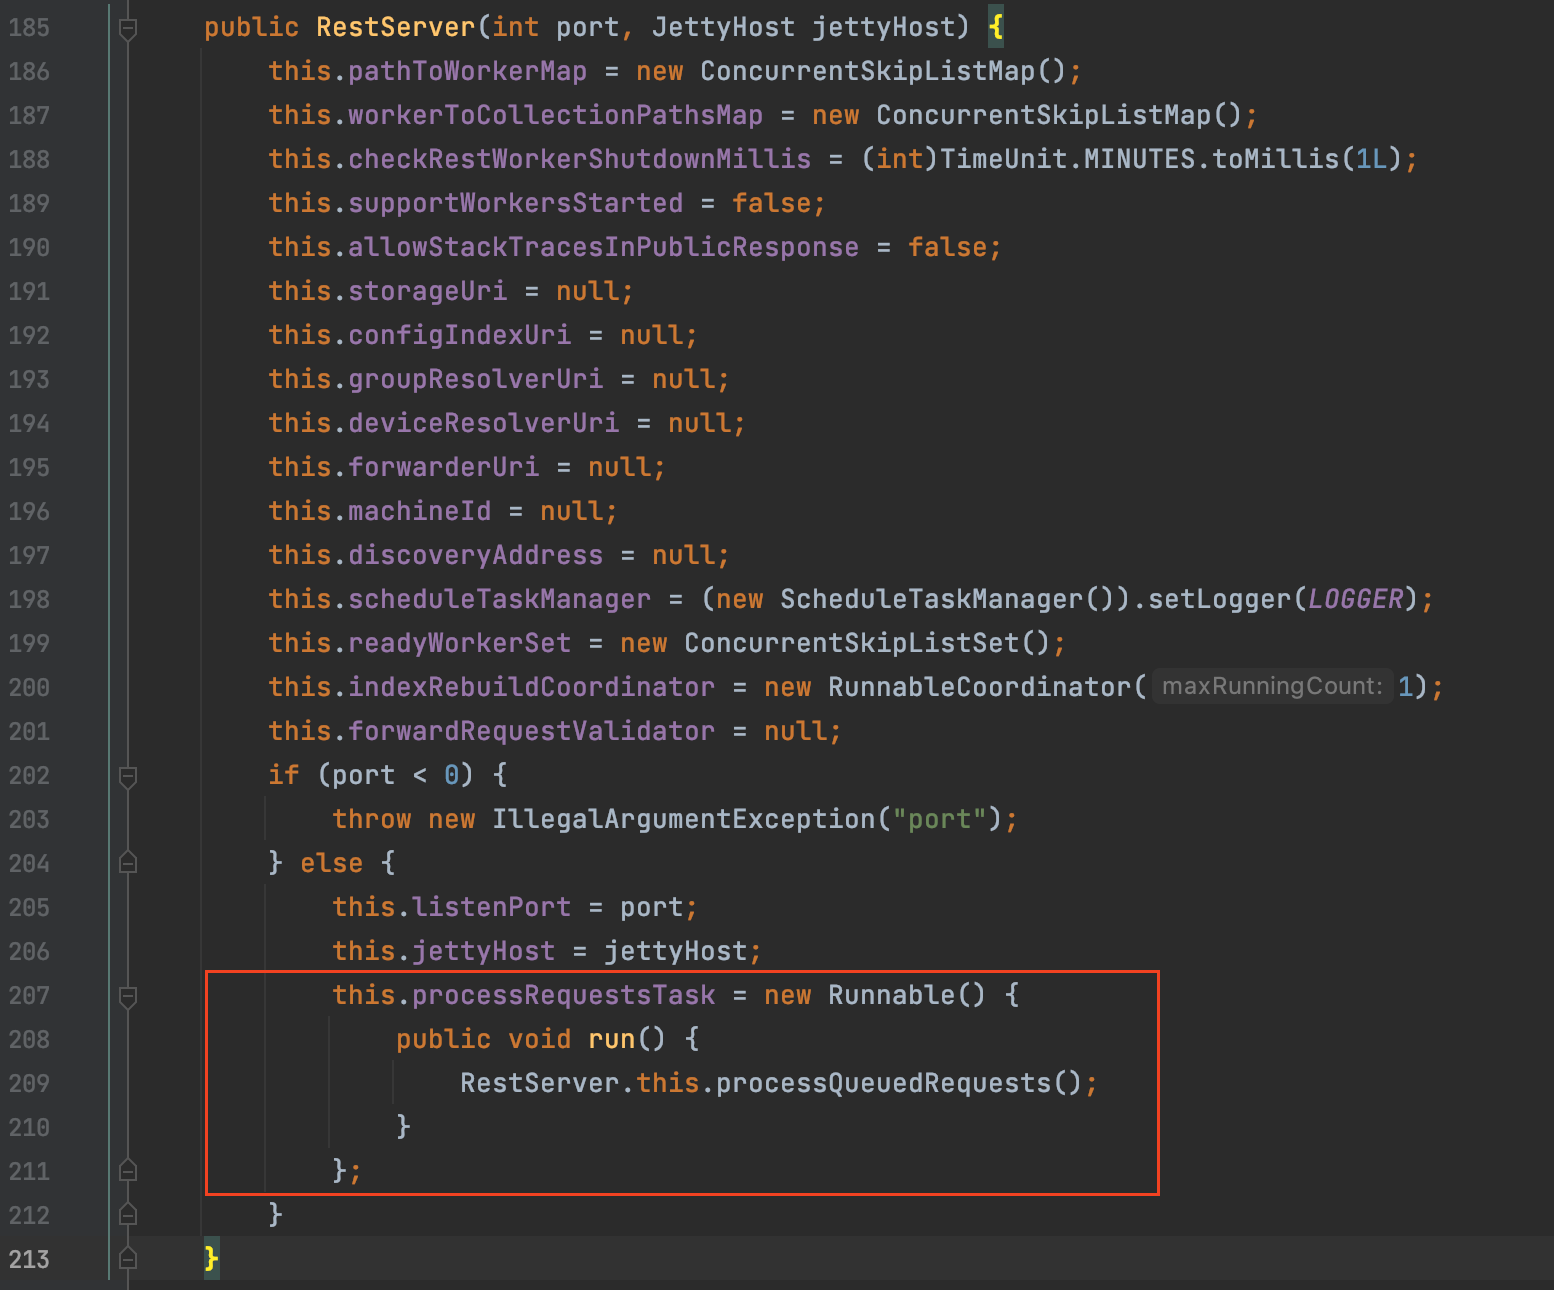 185 public RestServer(int port, JettyHost jettyHost) {
186 this.pathToWorkerMap = new ConcurrentSkipListMap();
187 this.workerToCollectionPathsMap = new ConcurrentSkipListMap();
188 this.checkRestWorkerShutdownMillis = (int)TimeUnit.MINUTES.toMillis(1L);
189 this.supportWorkersStarted = false;
190 this.allowStackTracesInPublicResponse = false;
191 this.storageUri = null;
192 this.configIndexUri = null;
193 this.groupResolverUri = null;
194 this.deviceResolverUri = null;
195 this.forwarderUri = null;
196 this.machineId = null;
197 this.discoveryAddress = null;
198 this.scheduleTaskManager = (new ScheduleTaskManager()).setLogger(LOGGER);
199 this.readyWorkerSet = new ConcurrentSkipListSet();
200 this.indexRebuildCoordinator = new RunnableCoordinator( maxRunningCount: 1);
201 this.forwardRequestValidator = null;
202 if (port < 0) {
203 throw new IllegalArgumentException("port");
204 } else {
205 this.listenPort = port;
206 this.jettyHost = jettyHost;
207 this.processRequestsTask = new Runnable() {
208 public void run() {
209 RestServer.this.processQueuedRequests();
210 }
211 };
212 }
213 }